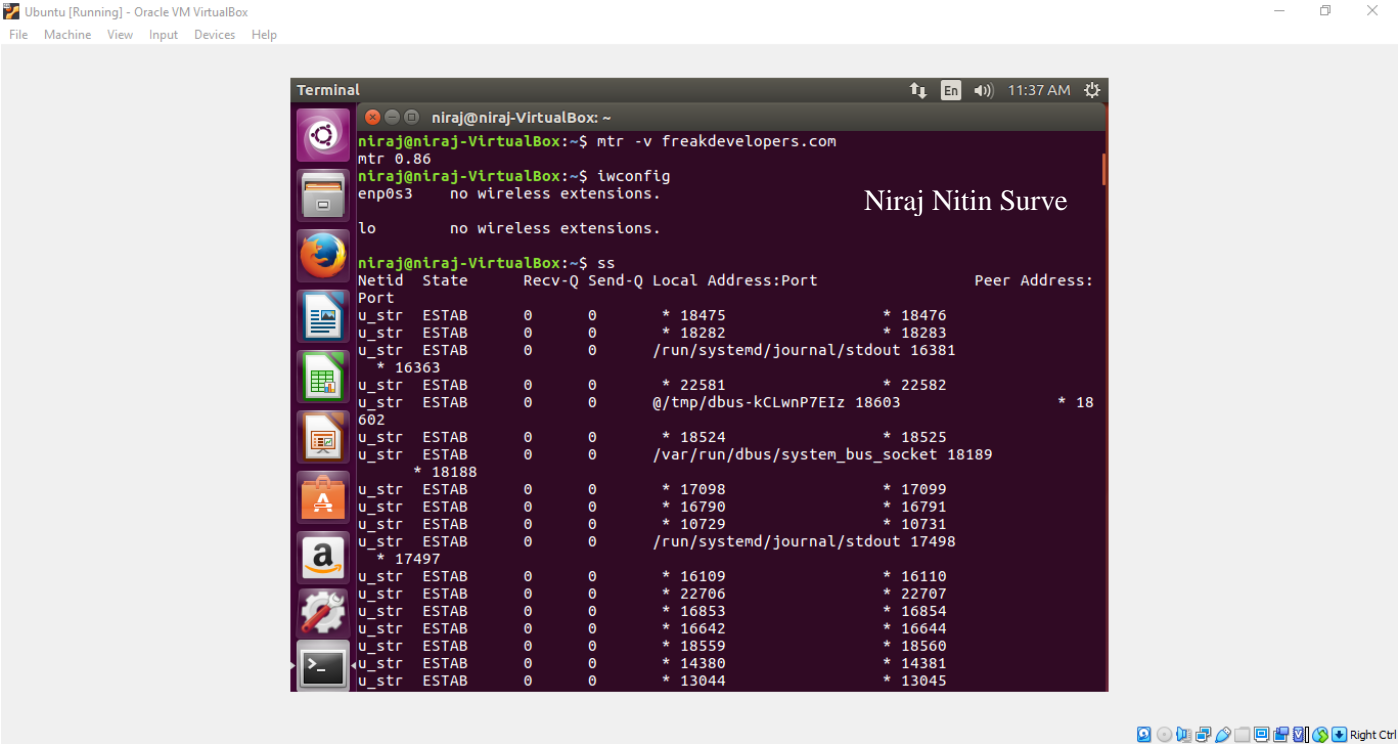 Ubuntu [Running] - Oracle VM VirtualBox
File Machine View Input Devices Help
Terminal En 11:37 AM
niraj@niraj-VirtualBox: ~
niraj@niraj-VirtualBox:~$ mtr -v freakdevelopers.com
mtr 0.86
niraj@niraj-VirtualBox:~$ iwconfig
enp0s3    no wireless extensions.
Niraj Nitin Surve
lo        no wireless extensions.
niraj@niraj-VirtualBox:~$ ss
Netid  State      Recv-Q Send-Q Local Address:Port                 Peer Address:
Port
u_str  ESTAB      0      0       * 18475                 * 18476
u_str  ESTAB      0      0       * 18282                 * 18283
u_str  ESTAB      0      0      /run/systemd/journal/stdout 16381
  * 16363
u_str  ESTAB      0      0       * 22581                 * 22582
u_str  ESTAB      0      0      @/tmp/dbus-kCLwnP7EIz 18603                 * 18
602
u_str  ESTAB      0      0       * 18524                 * 18525
u_str  ESTAB      0      0      /var/run/dbus/system_bus_socket 18189
      * 18188
u_str  ESTAB      0      0       * 17098                 * 17099
u_str  ESTAB      0      0       * 16790                 * 16791
u_str  ESTAB      0      0       * 10729                 * 10731
u_str  ESTAB      0      0      /run/systemd/journal/stdout 17498
  * 17497
u_str  ESTAB      0      0       * 16109                 * 16110
u_str  ESTAB      0      0       * 22706                 * 22707
u_str  ESTAB      0      0       * 16853                 * 16854
u_str  ESTAB      0      0       * 16642                 * 16644
u_str  ESTAB      0      0       * 18559                 * 18560
u_str  ESTAB      0      0       * 14380                 * 14381
u_str  ESTAB      0      0       * 13044                 * 13045
Right Ctrl